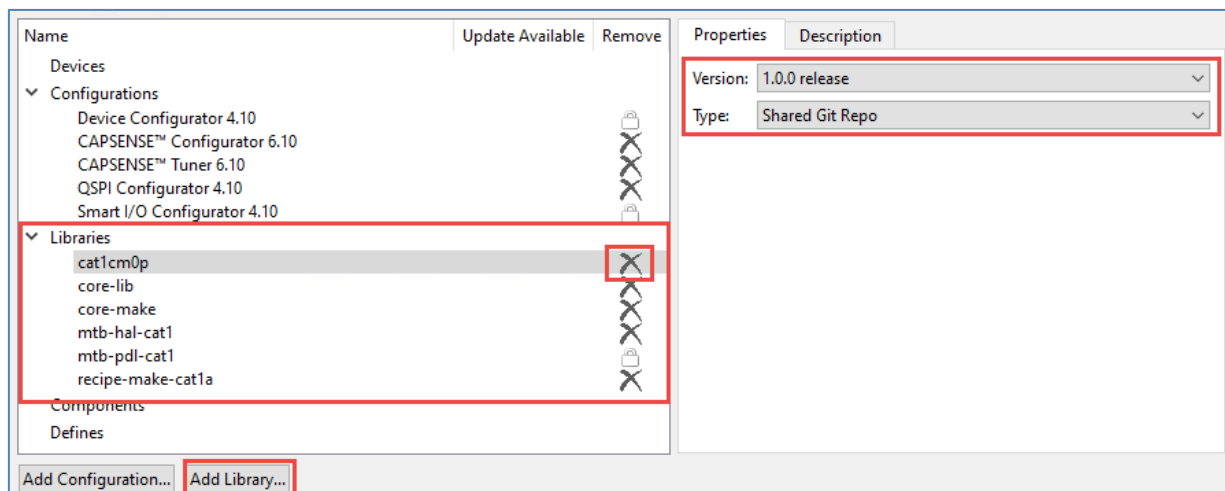 Name Update Available Remove
Devices
Configurations
Device Configurator 4.10
CAPSENSE™ Configurator 6.10
CAPSENSE™ Tuner 6.10
QSPI Configurator 4.10
Smart I/O Configurator 4.10
Libraries
cat1cm0p
core-lib
core-make
mtb-hal-cat1
mtb-pdl-cat1
recipe-make-cat1a
Components
Defines
Add Configuration... Add Library...
Properties Description
Version: 1.0.0 release
Type: Shared Git Repo